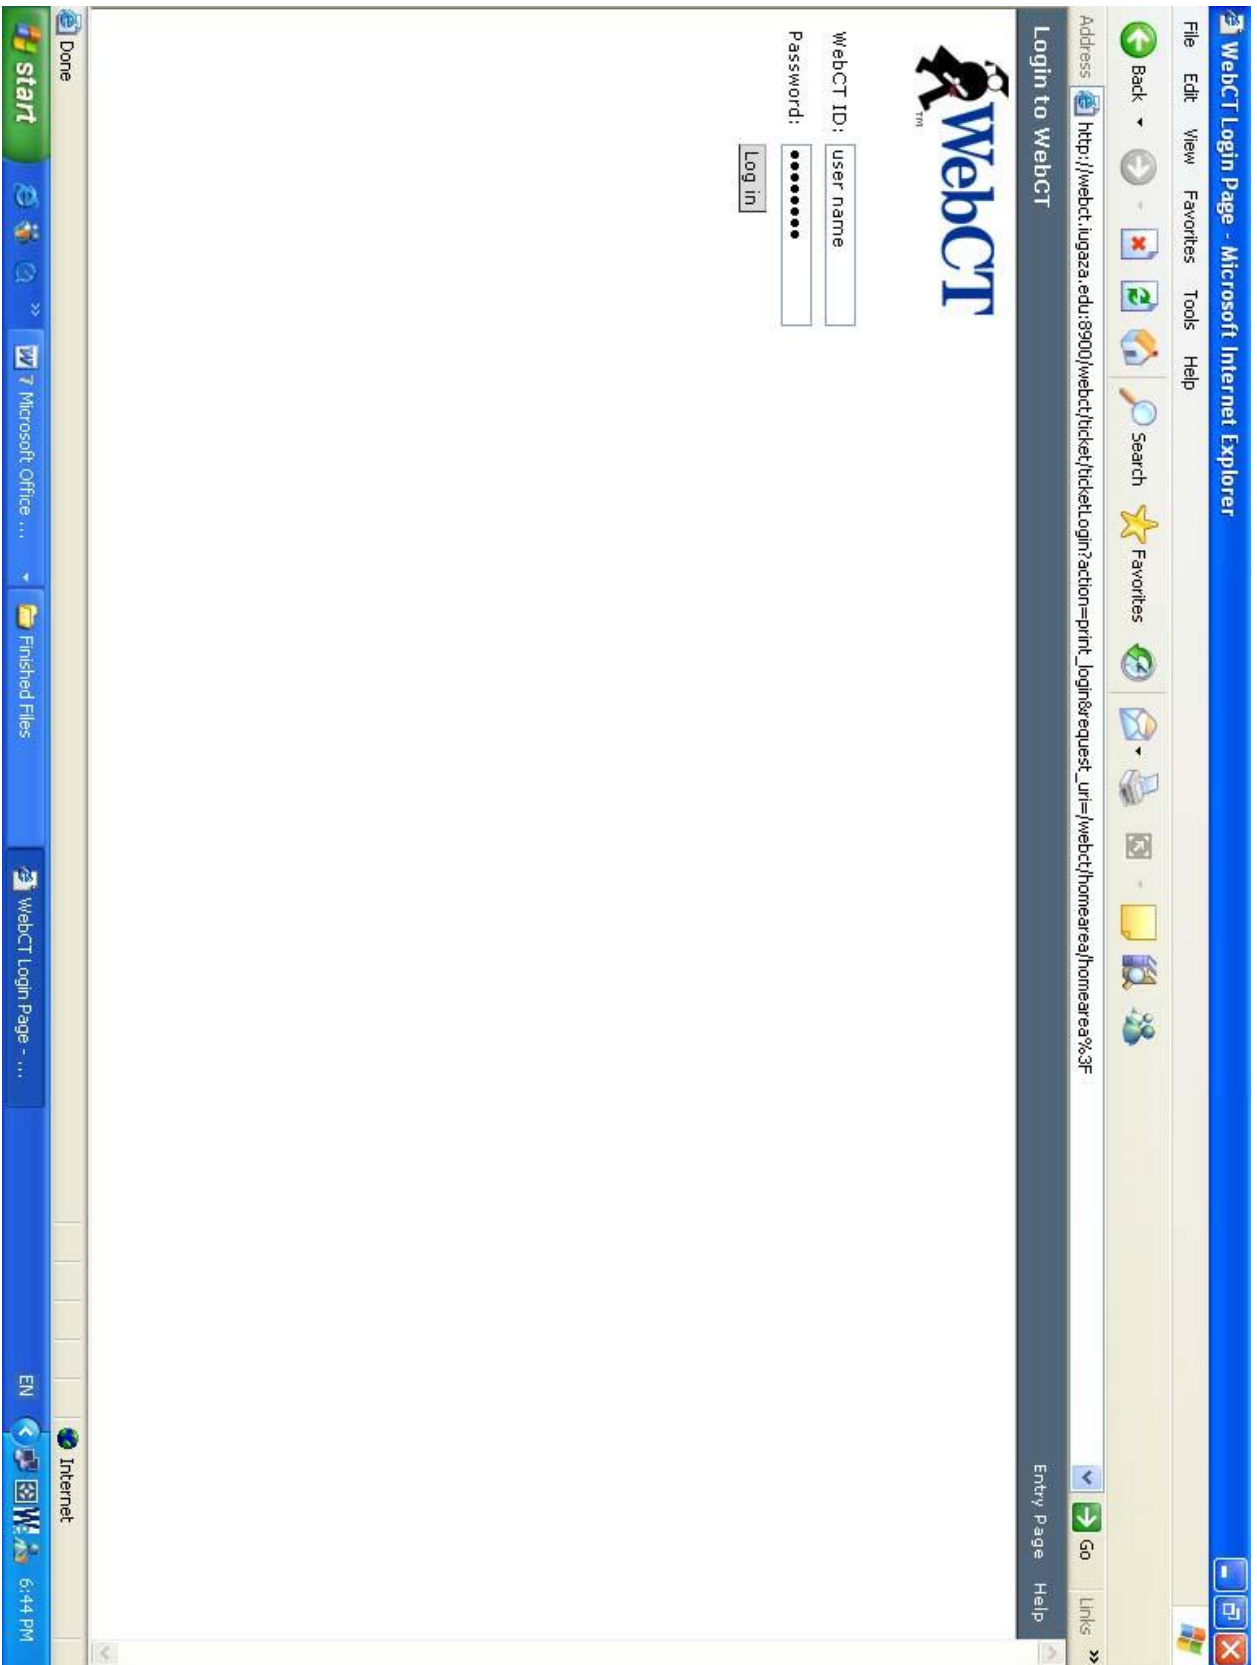 WebCT Login Page - Microsoft Internet Explorer
File Edit View Favorites Tools Help
Back Search Favorites
Address http://webct.iugaza.edu:8900/webct/ticket/ticketLogin?action=print_login&request_uri=/webct/homearea/homearea%3F Go Links »
Login to WebCT Entry Page Help
WebCT TM
WebCT ID: user name
Password: ••••••••
Log in
Done Internet
start » 7 Microsoft Office ... Finished Files WebCT Login Page - ... EN 6:44 PM